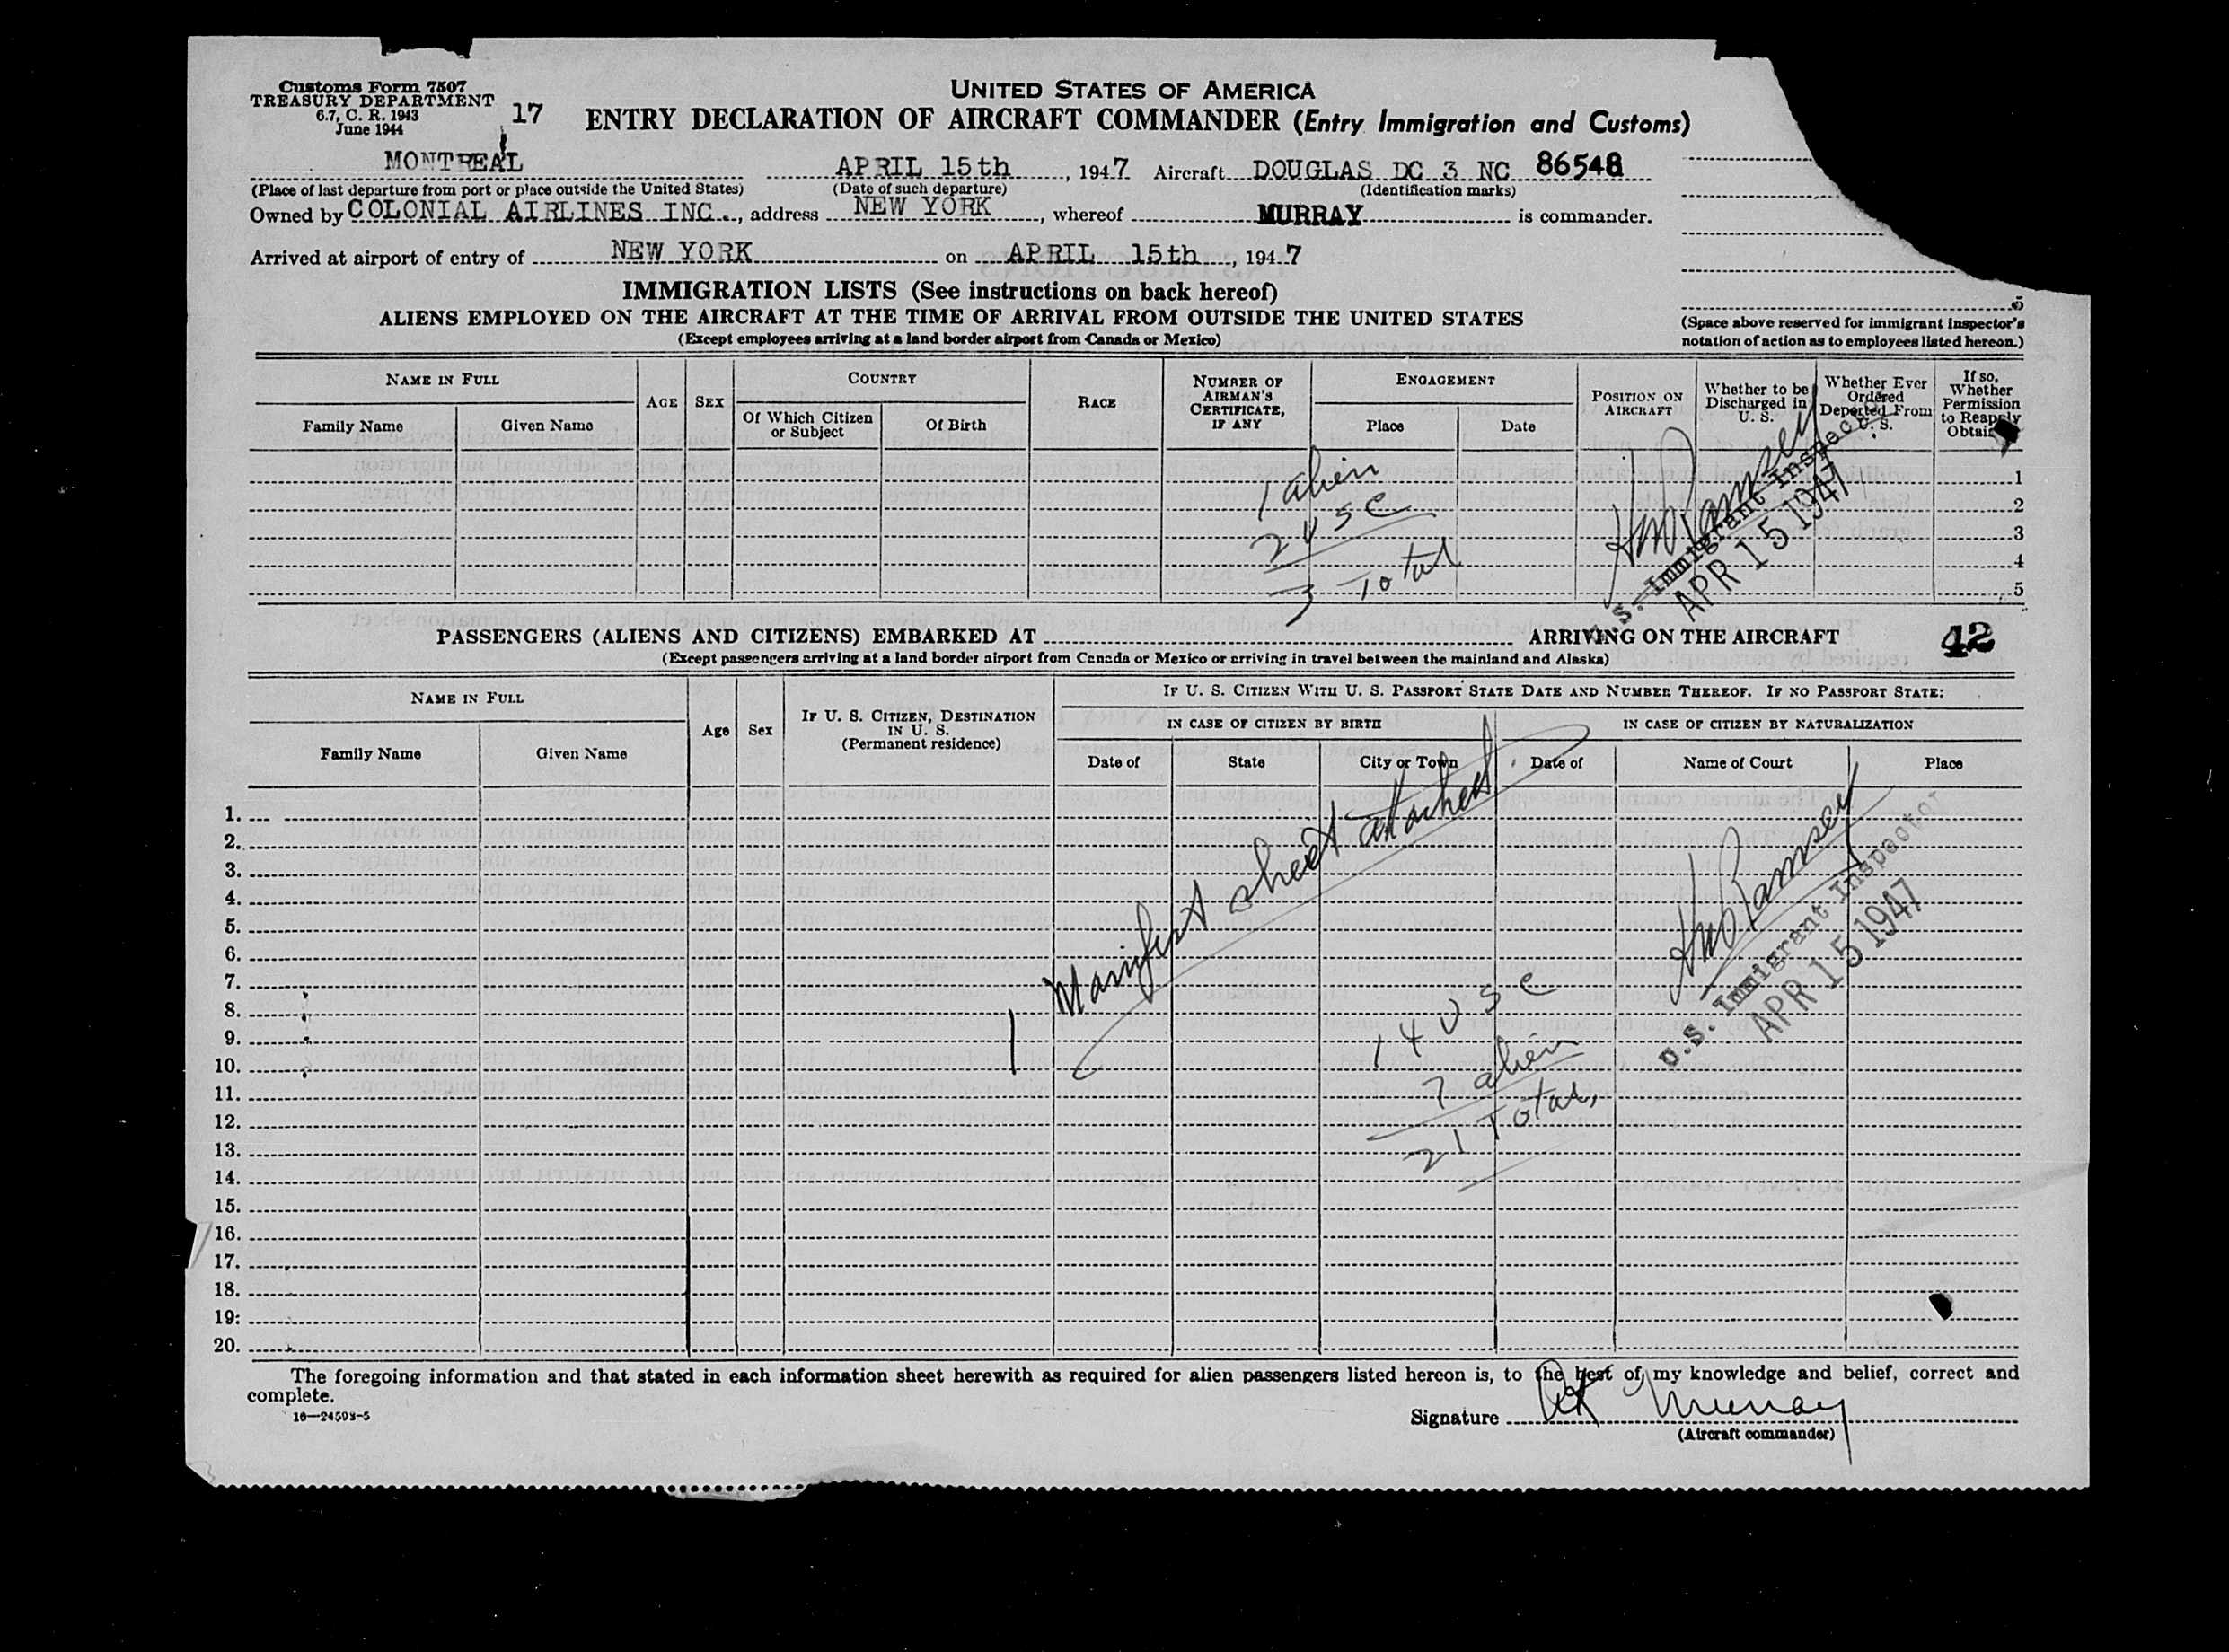 Customs Form 7507
TREASURY DEPARTMENT
6.7, C. R. 1943
June 1944
17
UNITED STATES OF AMERICA
ENTRY DECLARATION OF AIRCRAFT COMMANDER (Entry Immigration and Customs)
MONTREAL APRIL 15th, 1947 Aircraft DOUGLAS DC 3 NC 86548
(Place of last departure from port or place outside the United States) (Date of such departure) (Identification marks)
Owned by COLONIAL AIRLINES INC., address NEW YORK, whereof MURRAY is commander.
Arrived at airport of entry of NEW YORK on APRIL 15th, 1947
IMMIGRATION LISTS (See instructions on back hereof)
ALIENS EMPLOYED ON THE AIRCRAFT AT THE TIME OF ARRIVAL FROM OUTSIDE THE UNITED STATES
(Except employees arriving at a land border airport from Canada or Mexico)
5
(Space above reserved for immigrant inspector's
notation of action as to employees listed hereon.)
NAME IN FULL
Family Name Given Name
AGE SEX
COUNTRY
Of Which Citizen or Subject Of Birth
RACE
NUMBER OF AIRMAN'S CERTIFICATE, IF ANY
ENGAGEMENT
Place Date
POSITION ON AIRCRAFT
Whether to be Discharged in U. S.
Whether Ever Ordered Deported From U. S.
If so, Whether Permission to Reapply
1 alien
2 USC
3 Total
HW Ramsey
U.S. Immigrant Inspector
APR 15 1947
1
2
3
4
5
PASSENGERS (ALIENS AND CITIZENS) EMBARKED AT ARRIVING ON THE AIRCRAFT 42
(Except passengers arriving at a land border airport from Canada or Mexico or arriving in travel between the mainland and Alaska)
NAME IN FULL
Family Name Given Name
Age Sex
IF U. S. CITIZEN, DESTINATION IN U. S.
(Permanent residence)
IF U. S. CITIZEN WITH U. S. PASSPORT STATE DATE AND NUMBER THEREOF. IF NO PASSPORT STATE:
IN CASE OF CITIZEN BY BIRTH IN CASE OF CITIZEN BY NATURALIZATION
Date of State City or Town Date of Name of Court Place
Manifest sheet attached
HW Ramsey
U.S. Immigrant Inspector
APR 15 1947
14 USC
7 alien
21 Total,
1.
2.
3.
4.
5.
6.
7.
8.
9.
10.
11.
12.
13.
14.
15.
16.
17.
18.
19.
20.
The foregoing information and that stated in each information sheet herewith as required for alien passengers listed hereon is, to the best of my knowledge and belief, correct and
complete.
16—24598-5
Signature Murray
(Aircraft commander)